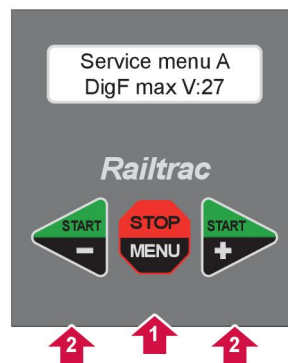 Service menu A
DigF max V:27
Railtrac
START
-
STOP
MENU
START
+
2
1
2